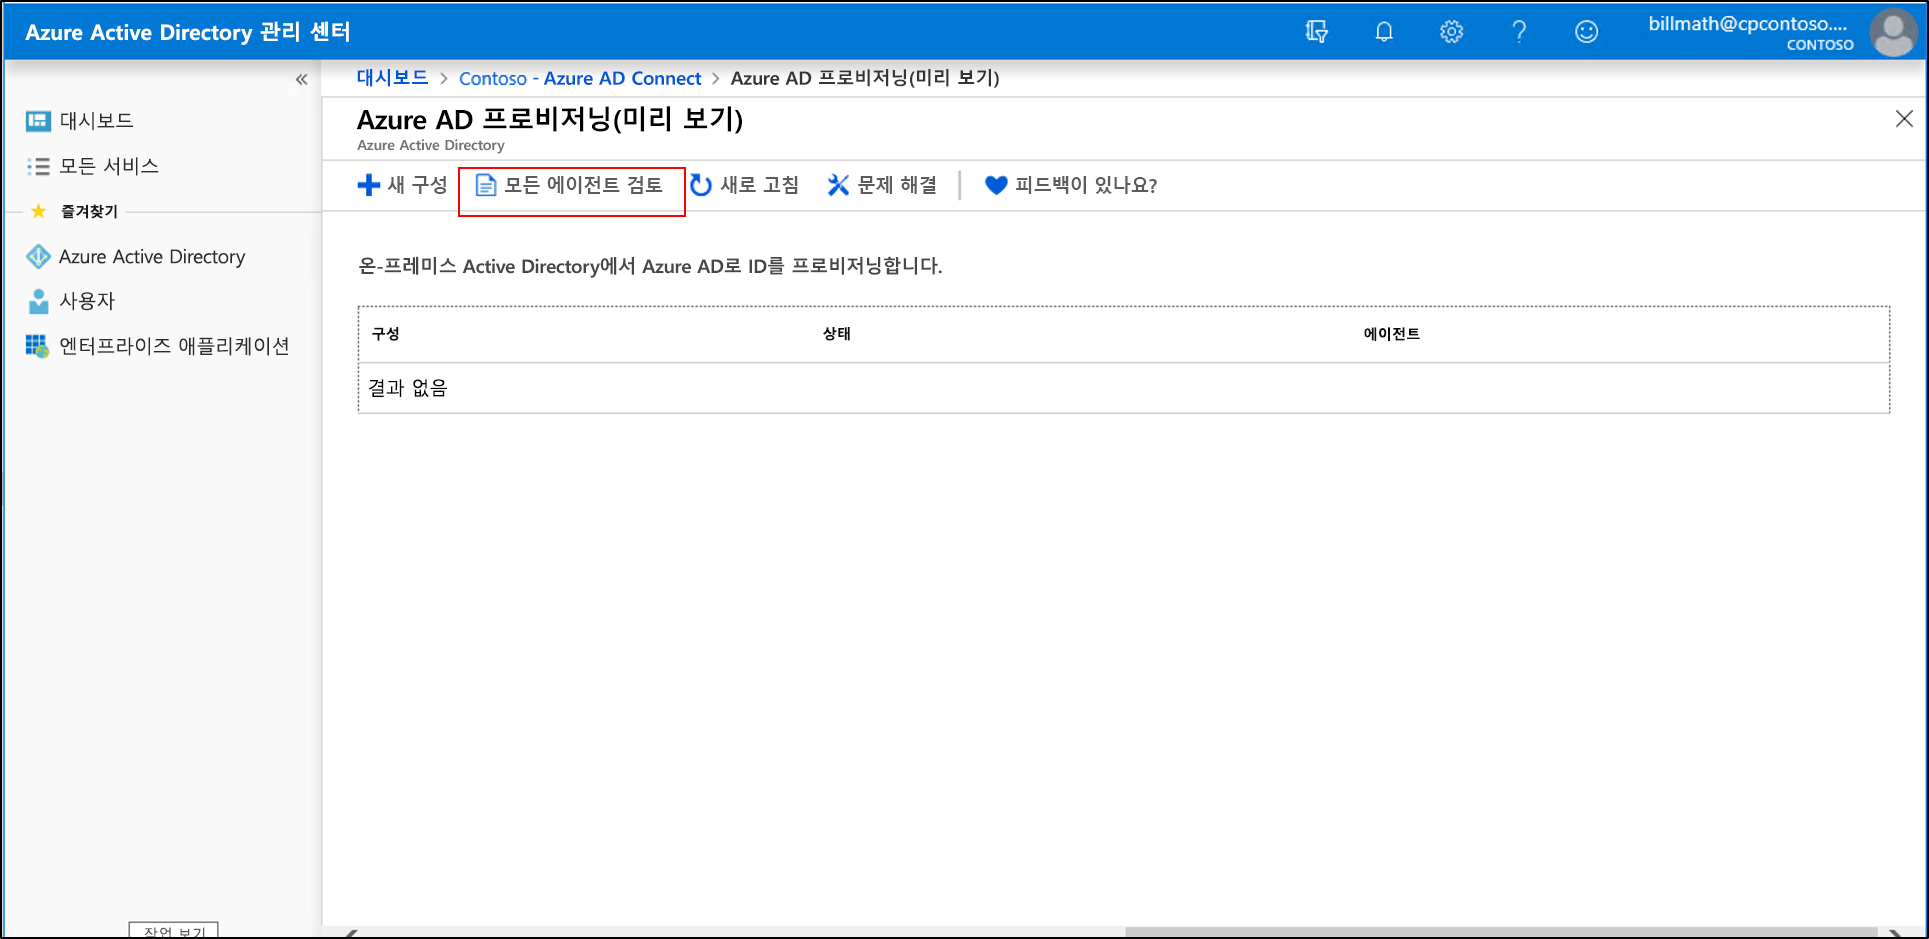 Azure Active Directory 관리 센터
billmath@cpcontoso....
CONTOSO
«
대시보드 > Contoso - Azure AD Connect > Azure AD 프로비저닝(미리 보기)
Azure AD 프로비저닝(미리 보기)
Azure Active Directory
대시보드
모든 서비스
즐겨찾기
Azure Active Directory
사용자
엔터프라이즈 애플리케이션
새 구성 모든 에이전트 검토 새로 고침 문제 해결 피드백이 있나요?
온-프레미스 Active Directory에서 Azure AD로 ID를 프로비저닝합니다.
구성 상태 에이전트
결과 없음
작업 보기